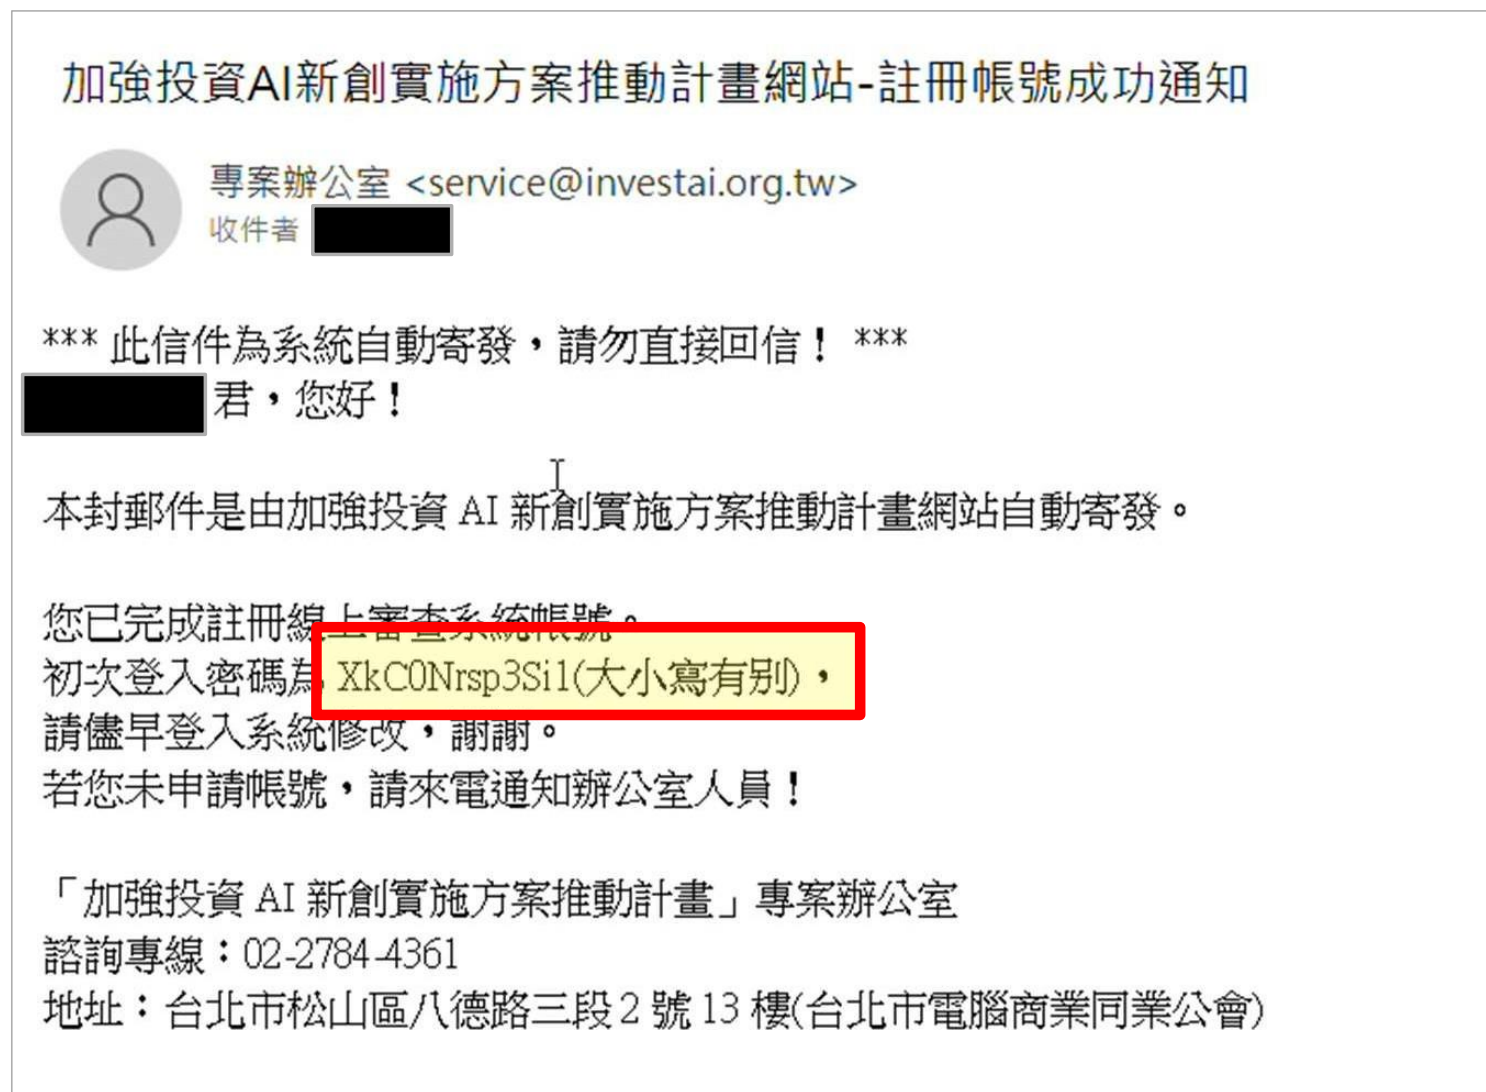 加強投資AI新創實施方案推動計畫網站-註冊帳號成功通知
專案辦公室 <service@investai.org.tw>
收件者
*** 此信件為系統自動寄發，請勿直接回信！ ***
君，您好！
本封郵件是由加強投資 AI 新創實施方案推動計畫網站自動寄發。
您已完成註冊線上審查系統帳號。
初次登入密碼為 XkC0Nrsp3Si1(大小寫有別)，
請儘早登入系統修改，謝謝。
若您未申請帳號，請來電通知辦公室人員！
「加強投資 AI 新創實施方案推動計畫」專案辦公室
諮詢專線：02-2784-4361
地址：台北市松山區八德路三段 2 號 13 樓(台北市電腦商業同業公會)